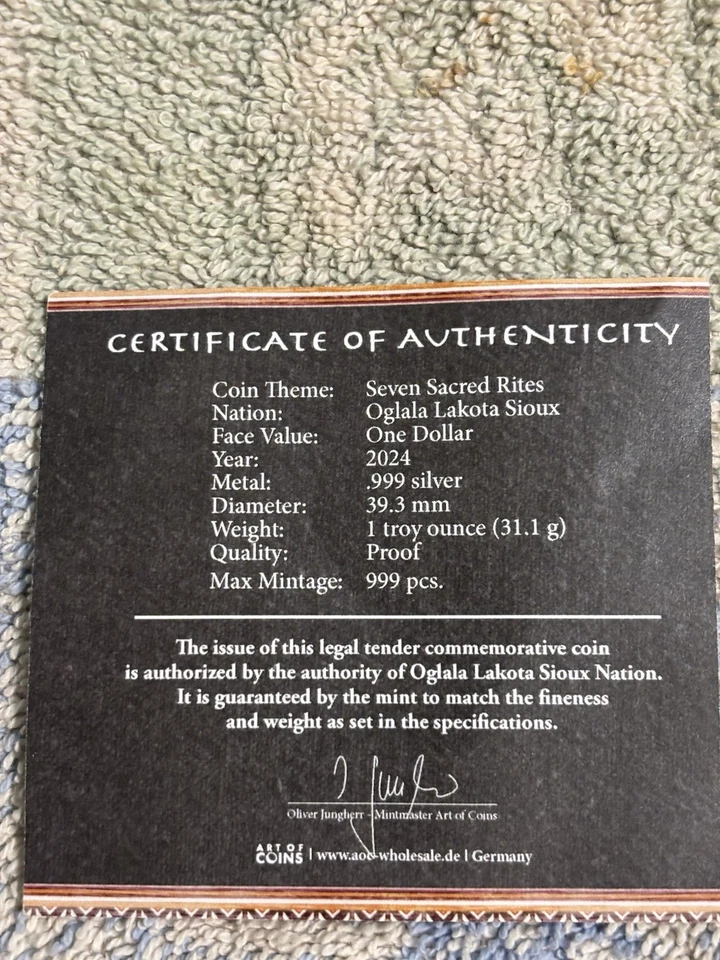 CERTIFICATE OF AUTHENTICITY
Coin Theme: Seven Sacred Rites
Nation: Oglala Lakota Sioux
Face Value: One Dollar
Year: 2024
Metal: .999 silver
Diameter: 39.3 mm
Weight: 1 troy ounce (31.1 g)
Quality: Proof
Max Mintage: 999 pcs.
The issue of this legal tender commemorative coin
is authorized by the authority of Oglala Lakota Sioux Nation.
It is guaranteed by the mint to match the fineness
and weight as set in the specifications.
Oliver Jungherr - Mintmaster Art of Coins
ART OF
COINS | www.aoc-wholesale.de | Germany